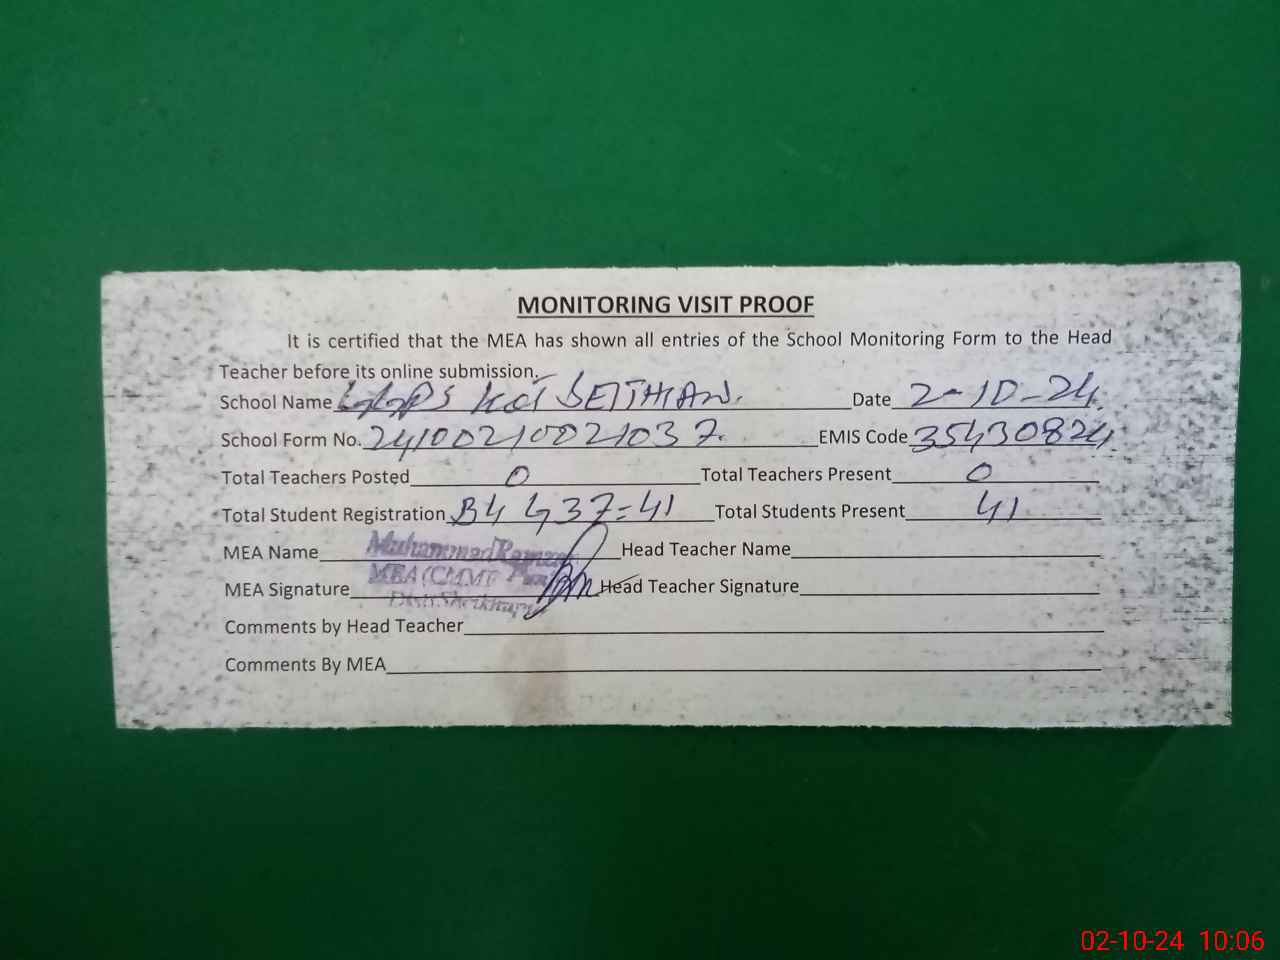 MONITORING VISIT PROOF
It is certified that the MEA has shown all entries of the School Monitoring Form to the Head
Teacher before its online submission.
School Name GGPS KOT SETTHIAN. Date 2-10-24.
School Form No. 24100210021037. EMIS Code 35430824
Total Teachers Posted 0 Total Teachers Present 0
Total Student Registration B4 G37=41 Total Students Present 41
MEA Name Muhammad Head Teacher Name
MEA Signature MEA (CMMF Head Teacher Signature
Comments by Head Teacher
Comments By MEA
02-10-24 10:06